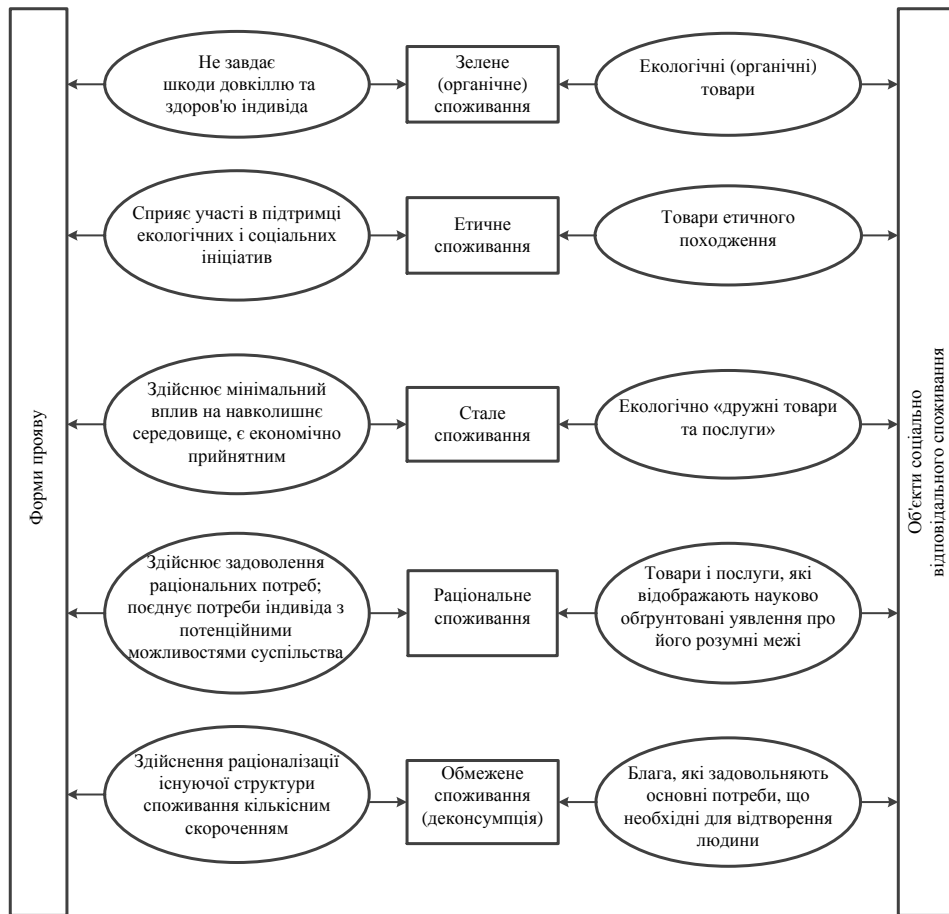 Форми прояву
Не завдає
шкоди довкіллю та
здоров'ю індивіда
Зелене
(органічне)
споживання
Екологічні (органічні)
товари
Сприяє участі в підтримці
екологічних і соціальних
ініціатив
Етичне
споживання
Товари етичного
походження
Здійснює мінімальний
вплив на навколишнє
середовище, є економічно
прийнятним
Стале
споживання
Екологічно «дружні товари
та послуги»
Здійснює задоволення
раціональних потреб;
поєднує потреби індивіда з
потенційними
можливостями суспільства
Раціональне
споживання
Товари і послуги, які
відображають науково
обґрунтовані уявлення про
його розумні межі
Здійснення раціоналізації
існуючої структури
споживання кількісним
скороченням
Обмежене
споживання
(деконсумпція)
Блага, які задовольняють
основні потреби, що
необхідні для відтворення
людини
Об'єкти соціально
відповідального споживання